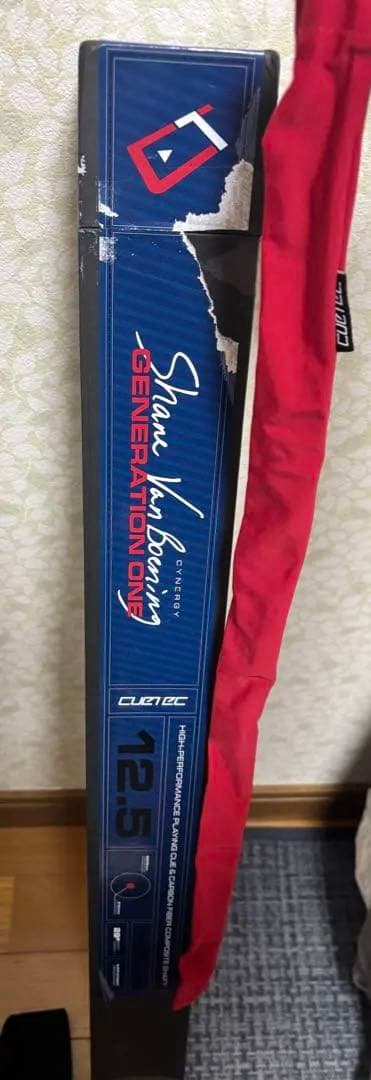 Shane Van Boening
GENERATION ONE
CYNERGY
CUETEC
12.5
HIGH-PERFORMANCE PLAYING CUE & CARBON FIBER COMPOSITE SHAFT
CUETEC